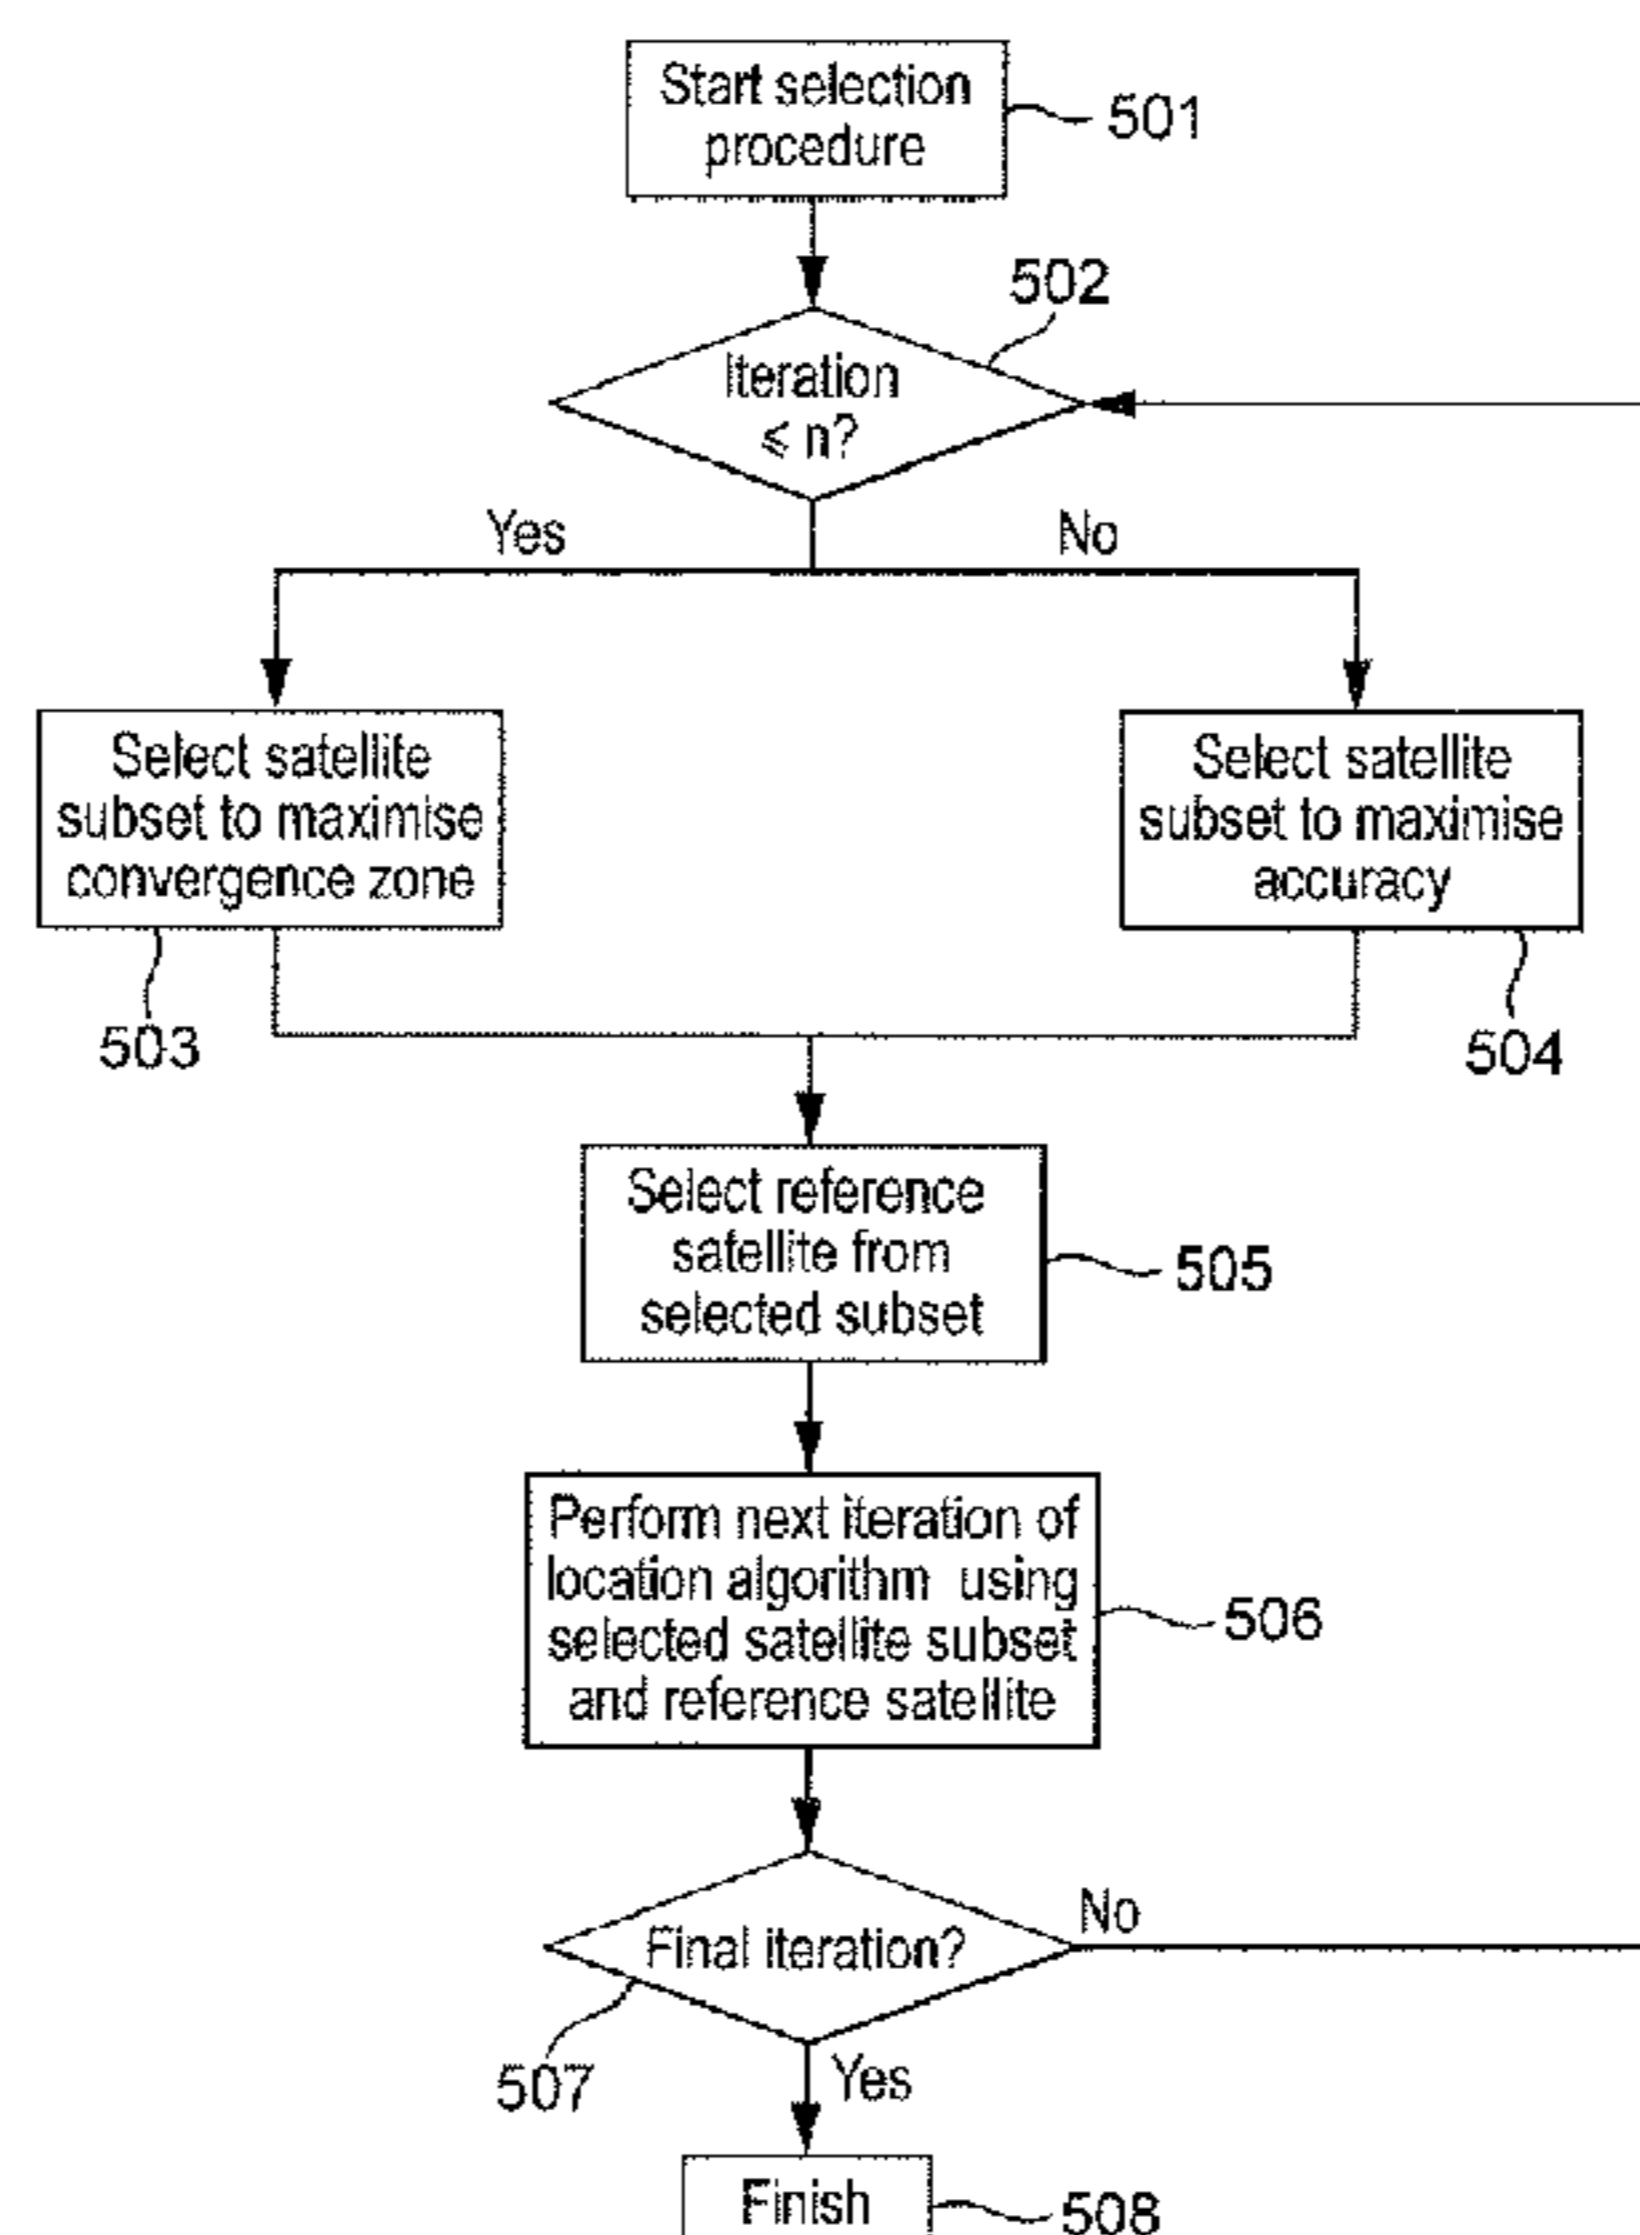 Start selection
procedure
501
502
Iteration
≤ n?
Yes
No
Select satellite
subset to maximise
convergence zone
Select satellite
subset to maximise
accuracy
503
504
Select reference
satellite from
selected subset
505
Perform next iteration of
location algorithm using
selected satellite subset
and reference satellite
506
No
Final iteration?
507
Yes
Finish
508